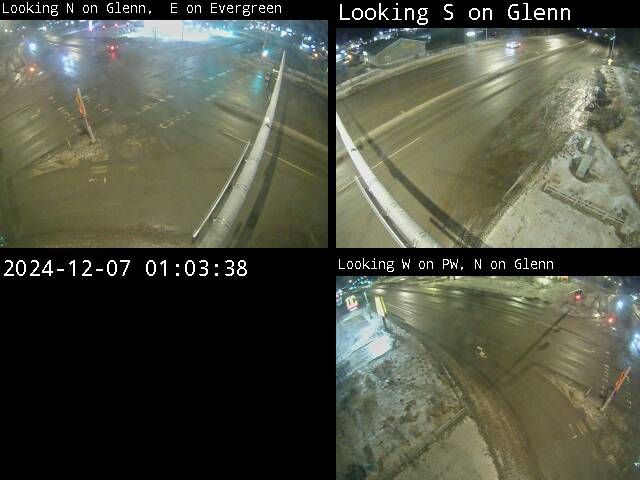 Looking N on Glenn,  E on Evergreen
Looking S on Glenn
2024-12-07 01:03:38
Looking W on PW, N on Glenn